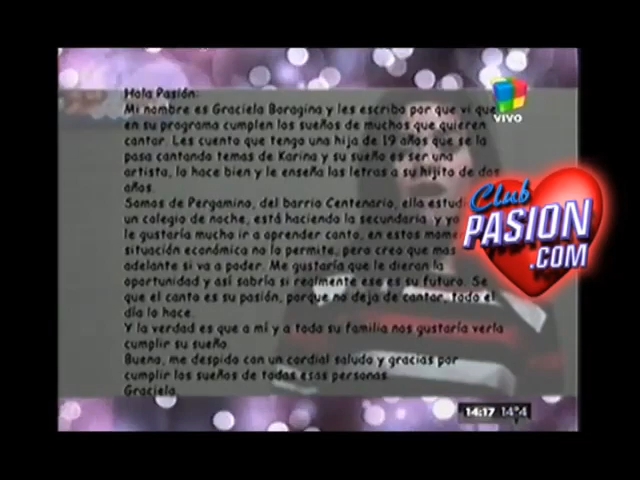 Hola Pasión:
Mi nombre es Graciela Boragina y les escribo por que vi que
en su programa cumplen los sueños de muchos que quieren
cantar. Les cuento que tengo una hija de 19 años que se la
pasa cantando temas de Karina y su sueño es ser una
artista, lo hace bien y le enseña las letras a su hijito de dos
años.
Somos de Pergamino, del barrio Centenario, ella estudi
un colegio de noche, está haciendo la secundaria y
le gustaría mucho ir a aprender canto, en estos
situación económica no lo permite, pero creo que mas
adelante si va a poder. Me gustaría que le dieran la
oportunidad y así sabría si realmente ese es su futuro. Se
que el canto es su pasión, porque no deja de cantar, todo el
día lo hace.
Y la verdad es que a mí y a toda su familia nos gustaría verla
cumplir su sueño.
Bueno, me despido con un cordial saludo y gracias por
cumplir los sueños de todas esas personas.
Graciela.
VIVO
Club
PASION
.COM
14:17